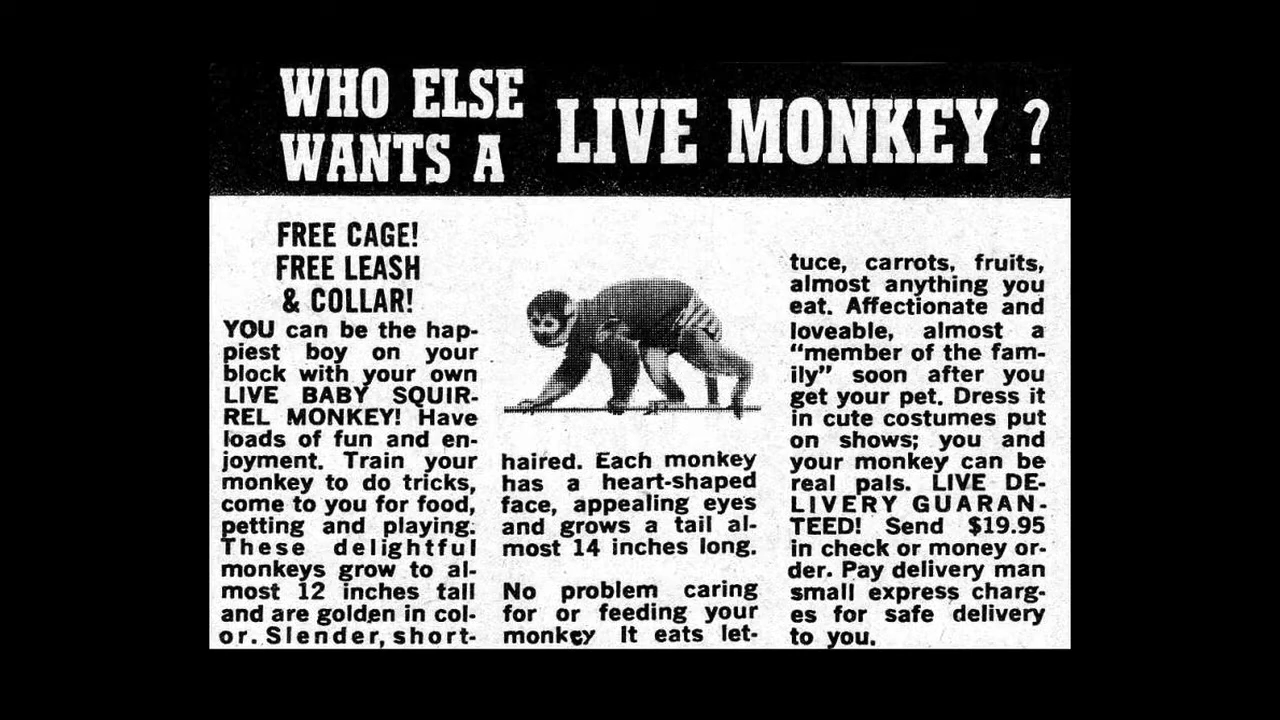 WHO ELSE
WANTS A
LIVE MONKEY ?
FREE CAGE!
FREE LEASH
& COLLAR!
YOU can be the hap-
piest boy on your
block with your own
LIVE BABY SQUIR-
REL MONKEY! Have
loads of fun and en-
joyment. Train your
monkey to do tricks,
come to you for food,
petting and playing.
These delightful
monkeys grow to al-
most 12 inches tall
and are golden in col-
or. Slender, short-
haired. Each monkey
has a heart-shaped
face, appealing eyes
and grows a tail al-
most 14 inches long.
No problem caring
for or feeding your
monkey It eats let-
tuce, carrots, fruits,
almost anything you
eat. Affectionate and
loveable, almost a
"member of the fam-
ily" soon after you
get your pet. Dress it
in cute costumes put
on shows; you and
your monkey can be
real pals. LIVE DE-
LIVERY GUARAN-
TEED! Send $19.95
in check or money or-
der. Pay delivery man
small express charg-
es for safe delivery
to you.